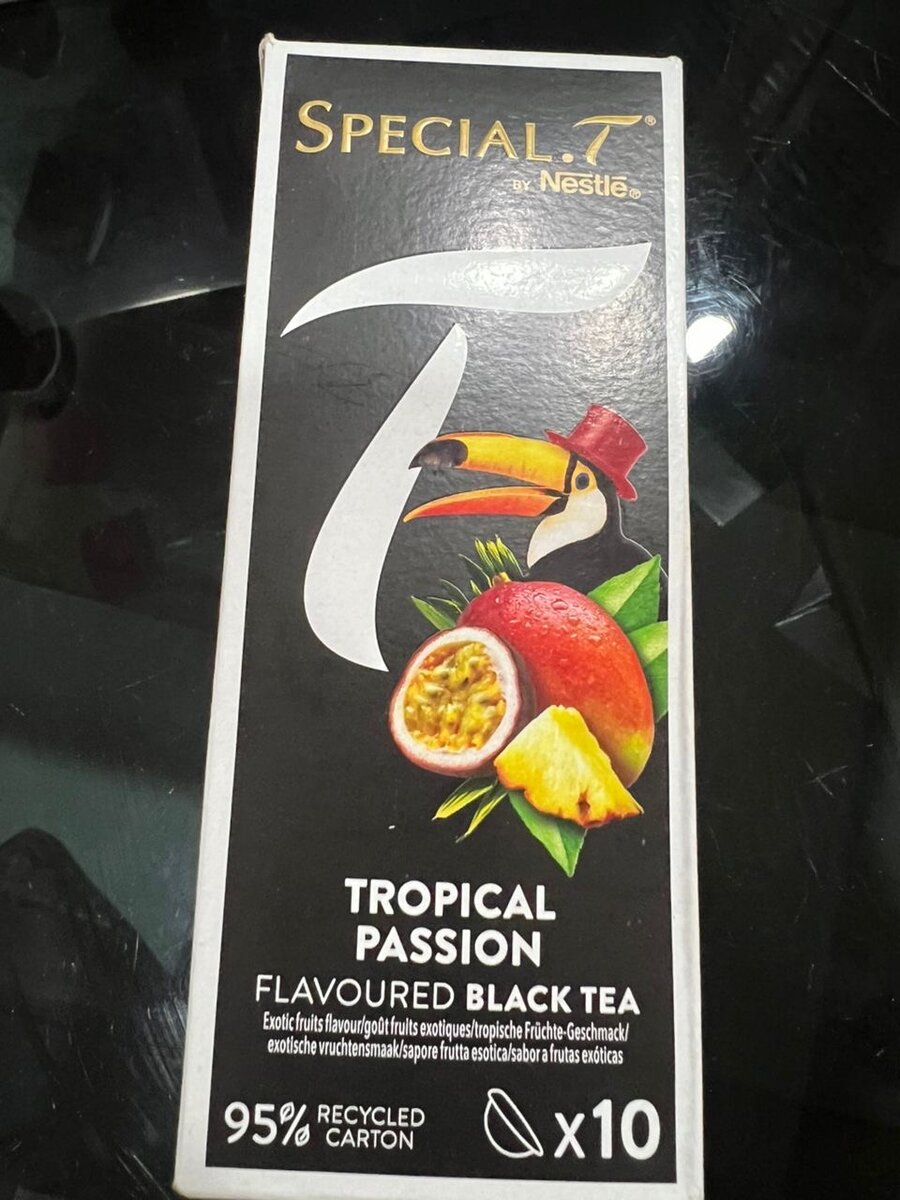 SPECIAL.T®
BY Nestlé®
TROPICAL
PASSION
FLAVOURED BLACK TEA
Exotic fruits flavour/goût fruits exotiques/tropische Früchte-Geschmack/
exotische vruchtensmaak/sapore frutta esotica/sabor a frutas exóticas
95% RECYCLED
CARTON
x10